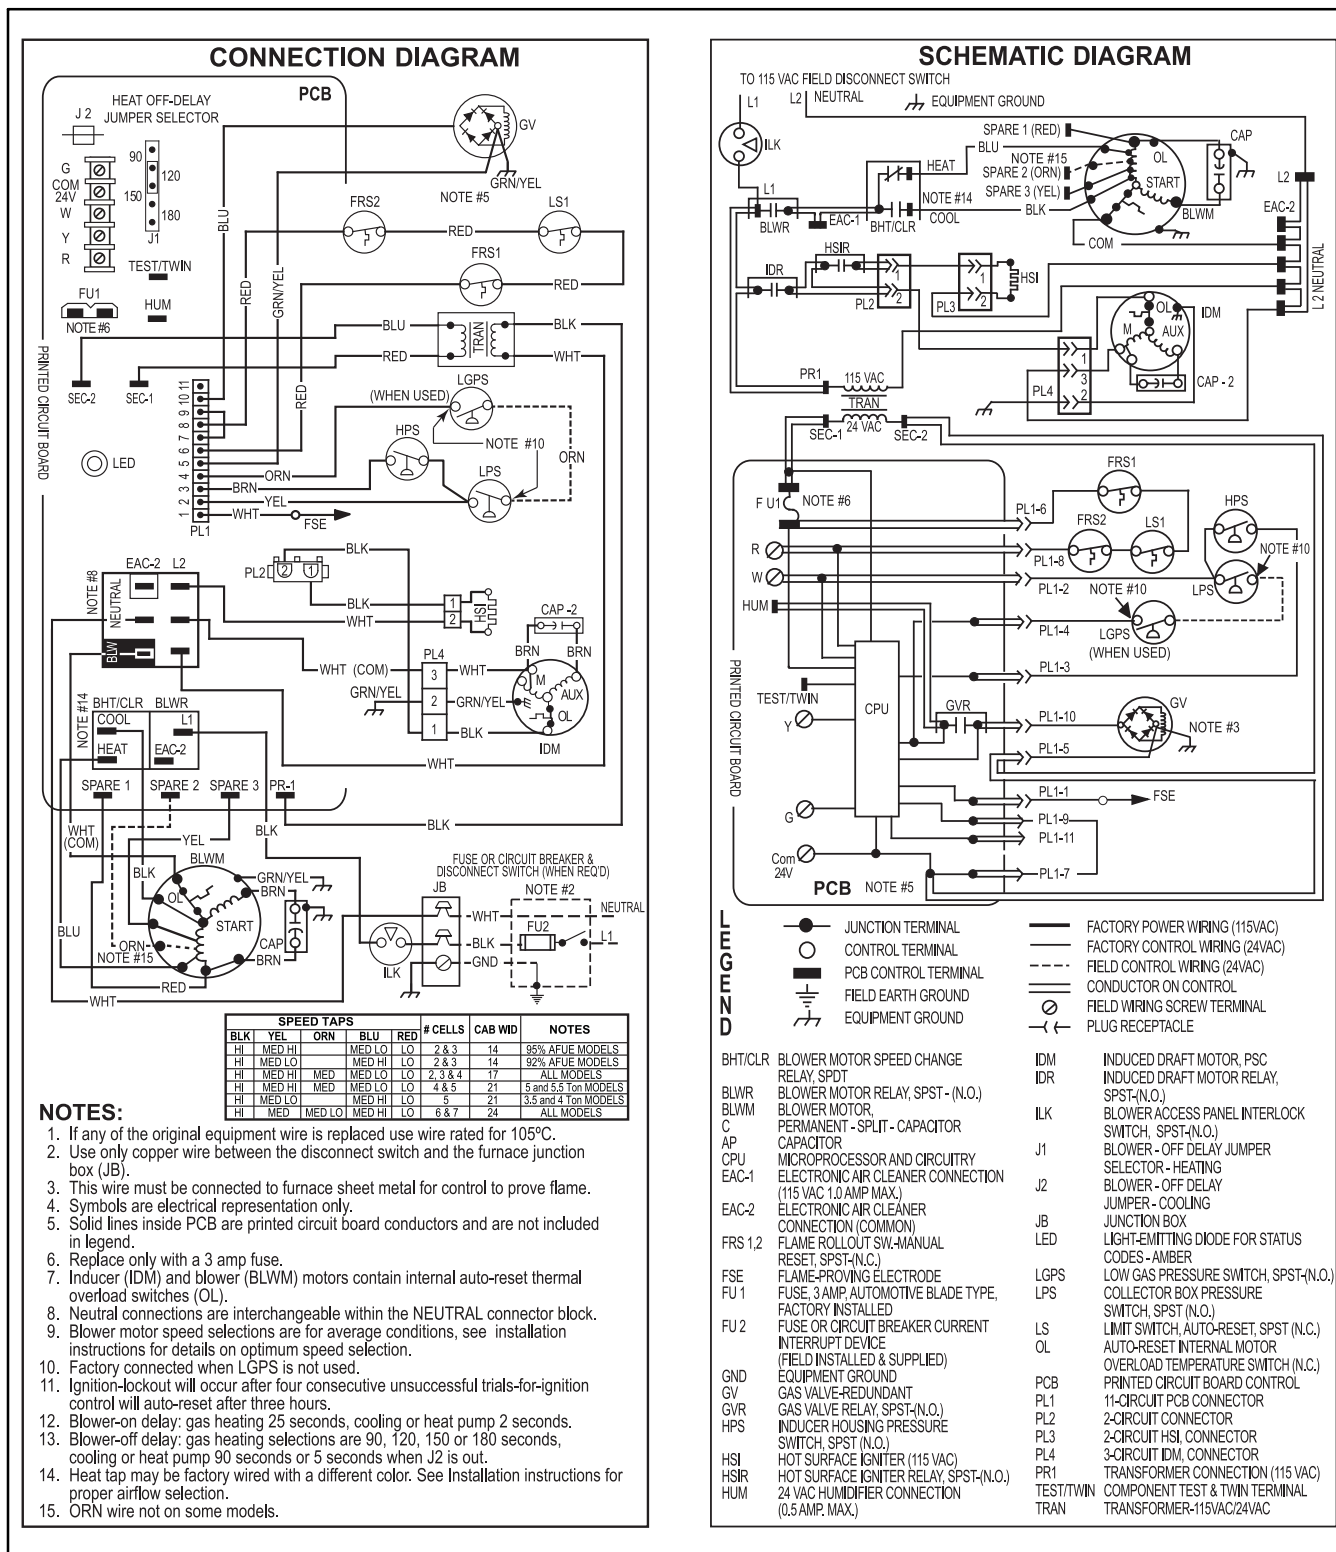 CONNECTION DIAGRAM
PCB
HEAT OFF-DELAY
JUMPER SELECTOR
J 2
90
120
150
180
J1
G
COM
24V
W
Y
R
TEST/TWIN
FU1
NOTE #6
HUM
PRINTED CIRCUIT BOARD
SEC-2
SEC-1
LED
BLU
RED
GRN/YEL
RED
GV
GRN/YEL
NOTE #5
FRS2
LS1
RED
FRS1
RED
BLU
RED
TRAN
BLK
WHT
LGPS
(WHEN USED)
HPS
NOTE #10
LPS
ORN
ORN
BRN
YEL
WHT
FSE
11
10
9
8
7
6
5
4
3
2
1
PL1
BLK
PL2
2
1
BLK
WHT
1
2
HSI
CAP -2
BRN
BRN
M
AUX
OL
IDM
PL4
3
2
1
WHT (COM)
WHT
GRN/YEL
GRN/YEL
BLK
WHT
NOTE #8
EAC-2 L2
NEUTRAL
BLW
NOTE #14
BHT/CLR BLWR
COOL
L1
HEAT
EAC-2
SPARE 1 SPARE 2 SPARE 3 PR-1
WHT
(COM)
YEL
BLK
BLK
BLK
BLWM
GRN/YEL
BRN
OL
START
CAP
BLU
ORN
NOTE #15
BRN
RED
WHT
FUSE OR CIRCUIT BREAKER &
DISCONNECT SWITCH (WHEN REQ'D)
JB
NOTE #2
WHT
NEUTRAL
FU2
BLK
L1
GND
ILK
SPEED TAPS # CELLS CAB WID NOTES
BLK YEL ORN BLU RED
HI MED HI MED LO LO 2 & 3 14 95% AFUE MODELS
HI MED LO MED HI LO 2 & 3 14 92% AFUE MODELS
HI MED HI MED MED LO LO 2, 3 & 4 17 ALL MODELS
HI MED HI MED MED LO LO 4 & 5 21 5 and 5.5 Ton MODELS
HI MED LO MED HI LO 5 21 3.5 and 4 Ton MODELS
HI MED MED LO MED HI LO 6 & 7 24 ALL MODELS
NOTES:
1. If any of the original equipment wire is replaced use wire rated for 105ºC.
2. Use only copper wire between the disconnect switch and the furnace junction
box (JB).
3. This wire must be connected to furnace sheet metal for control to prove flame.
4. Symbols are electrical representation only.
5. Solid lines inside PCB are printed circuit board conductors and are not included
in legend.
6. Replace only with a 3 amp fuse.
7. Inducer (IDM) and blower (BLWM) motors contain internal auto-reset thermal
overload switches (OL).
8. Neutral connections are interchangeable within the NEUTRAL connector block.
9. Blower motor speed selections are for average conditions, see installation
instructions for details on optimum speed selection.
10. Factory connected when LGPS is not used.
11. Ignition-lockout will occur after four consecutive unsuccessful trials-for-ignition
control will auto-reset after three hours.
12. Blower-on delay: gas heating 25 seconds, cooling or heat pump 2 seconds.
13. Blower-off delay: gas heating selections are 90, 120, 150 or 180 seconds,
cooling or heat pump 90 seconds or 5 seconds when J2 is out.
14. Heat tap may be factory wired with a different color. See Installation instructions for
proper airflow selection.
15. ORN wire not on some models.
SCHEMATIC DIAGRAM
TO 115 VAC FIELD DISCONNECT SWITCH
L1
L2 NEUTRAL
EQUIPMENT GROUND
ILK
SPARE 1 (RED)
BLU
NOTE #15
SPARE 2 (ORN)
SPARE 3 (YEL)
BLK
OL
START
BLWM
CAP
HEAT
NOTE #14
COOL
L1
BLWR
EAC-1
BHT/CLR
COM
L2
EAC-2
L 2 NEUTRAL
HSIR
IDR
1
2
PL2
1
2
PL3
HSI
OL
IDM
M
AUX
1
3
2
PL4
CAP - 2
PR1
115 VAC
TRAN
24 VAC
SEC-1
SEC-2
F U1
NOTE #6
PL1-6
FRS1
R
PL1-8
FRS2
LS1
HPS
NOTE #10
W
PL1-2
LPS
NOTE #10
HUM
PL1-4
LGPS
(WHEN USED)
PL1-3
PRINTED CIRCUIT BOARD
TEST/TWIN
Y
CPU
GVR
PL1-10
GV
NOTE #3
PL1-5
PL1-1
FSE
G
PL1-9
PL1-11
Com
24V
PL1-7
PCB NOTE #5
LEGEND
JUNCTION TERMINAL
CONTROL TERMINAL
PCB CONTROL TERMINAL
FIELD EARTH GROUND
EQUIPMENT GROUND
FACTORY POWER WIRING (115VAC)
FACTORY CONTROL WIRING (24VAC)
FIELD CONTROL WIRING (24VAC)
CONDUCTOR ON CONTROL
FIELD WIRING SCREW TERMINAL
PLUG RECEPTACLE
BHT/CLR BLOWER MOTOR SPEED CHANGE
RELAY, SPDT
BLWR BLOWER MOTOR RELAY, SPST - (N.O.)
BLWM BLOWER MOTOR,
C PERMANENT - SPLIT - CAPACITOR
AP CAPACITOR
CPU MICROPROCESSOR AND CIRCUITRY
EAC-1 ELECTRONIC AIR CLEANER CONNECTION
(115 VAC 1.0 AMP MAX.)
EAC-2 ELECTRONIC AIR CLEANER
CONNECTION (COMMON)
FRS 1,2 FLAME ROLLOUT SW.-MANUAL
RESET, SPST-(N.C.)
FSE FLAME-PROVING ELECTRODE
FU 1 FUSE, 3 AMP, AUTOMOTIVE BLADE TYPE,
FACTORY INSTALLED
FU 2 FUSE OR CIRCUIT BREAKER CURRENT
INTERRUPT DEVICE
(FIELD INSTALLED & SUPPLIED)
GND EQUIPMENT GROUND
GV GAS VALVE-REDUNDANT
GVR GAS VALVE RELAY, SPST-(N.O.)
HPS INDUCER HOUSING PRESSURE
SWITCH, SPST (N.O.)
HSI HOT SURFACE IGNITER (115 VAC)
HSIR HOT SURFACE IGNITER RELAY, SPST-(N.O.)
HUM 24 VAC HUMIDIFIER CONNECTION
(0.5 AMP. MAX.)
IDM INDUCED DRAFT MOTOR, PSC
IDR INDUCED DRAFT MOTOR RELAY,
SPST-(N.O.)
ILK BLOWER ACCESS PANEL INTERLOCK
SWITCH, SPST-(N.O.)
J1 BLOWER - OFF DELAY JUMPER
SELECTOR - HEATING
J2 BLOWER - OFF DELAY
JUMPER - COOLING
JB JUNCTION BOX
LED LIGHT-EMITTING DIODE FOR STATUS
CODES - AMBER
LGPS LOW GAS PRESSURE SWITCH, SPST-(N.O.)
LPS COLLECTOR BOX PRESSURE
SWITCH, SPST (N.O.)
LS LIMIT SWITCH, AUTO-RESET, SPST (N.C.)
OL AUTO-RESET INTERNAL MOTOR
OVERLOAD TEMPERATURE SWITCH (N.C.)
PCB PRINTED CIRCUIT BOARD CONTROL
PL1 11-CIRCUIT PCB CONNECTOR
PL2 2-CIRCUIT CONNECTOR
PL3 2-CIRCUIT HSI, CONNECTOR
PL4 3-CIRCUIT IDM, CONNECTOR
PR1 TRANSFORMER CONNECTION (115 VAC)
TEST/TWIN COMPONENT TEST & TWIN TERMINAL
TRAN TRANSFORMER-115VAC/24VAC